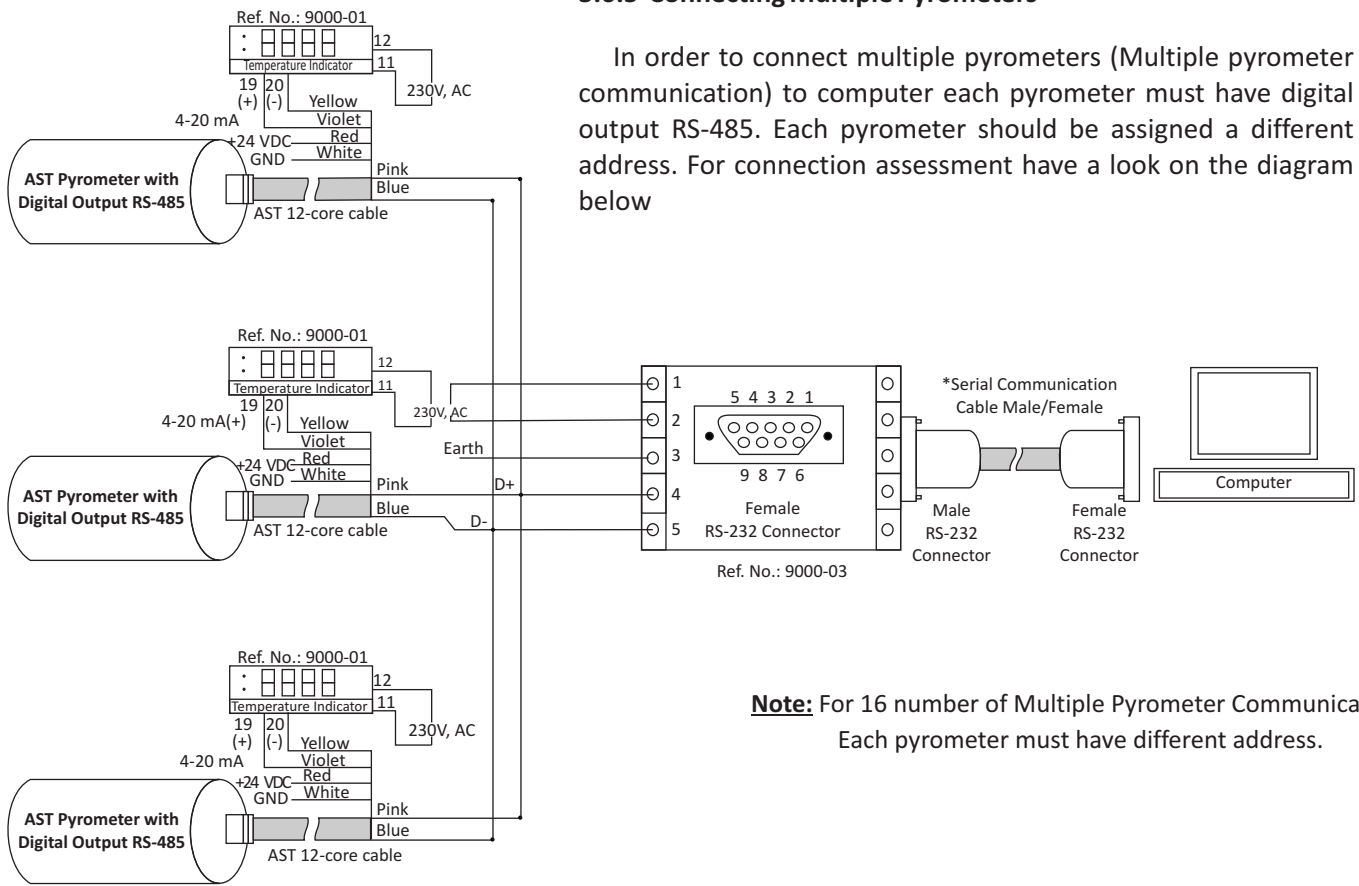 Connecting Multiple Pyrometers
In order to connect multiple pyrometers (Multiple pyrometer
communication) to computer each pyrometer must have digital
output RS-485. Each pyrometer should be assigned a different
address. For connection assessment have a look on the diagram
below
Ref. No.: 9000-01
12
Temperature Indicator
11
19
20
230V, AC
(+)
(-)
Yellow
4-20 mA
Violet
+24 VDC
Red
GND
White
Pink
AST Pyrometer with
Digital Output RS-485
Blue
AST 12-core cable
Ref. No.: 9000-01
12
Temperature Indicator
11
19
20
230V, AC
4-20 mA(+)
(-)
Yellow
Violet
+24 VDC
Red
GND
White
Pink
AST Pyrometer with
Digital Output RS-485
Blue
AST 12-core cable
Earth
D+
D-
1
2
3
4
5
5 4 3 2 1
9 8 7 6
Female
RS-232 Connector
Ref. No.: 9000-03
*Serial Communication
Cable Male/Female
Male
RS-232
Connector
Female
RS-232
Connector
Computer
Ref. No.: 9000-01
12
Temperature Indicator
11
19
20
230V, AC
(+)
(-)
Yellow
4-20 mA
Violet
+24 VDC
Red
GND
White
Pink
AST Pyrometer with
Digital Output RS-485
Blue
AST 12-core cable
Note: For 16 number of Multiple Pyrometer Communica
Each pyrometer must have different address.